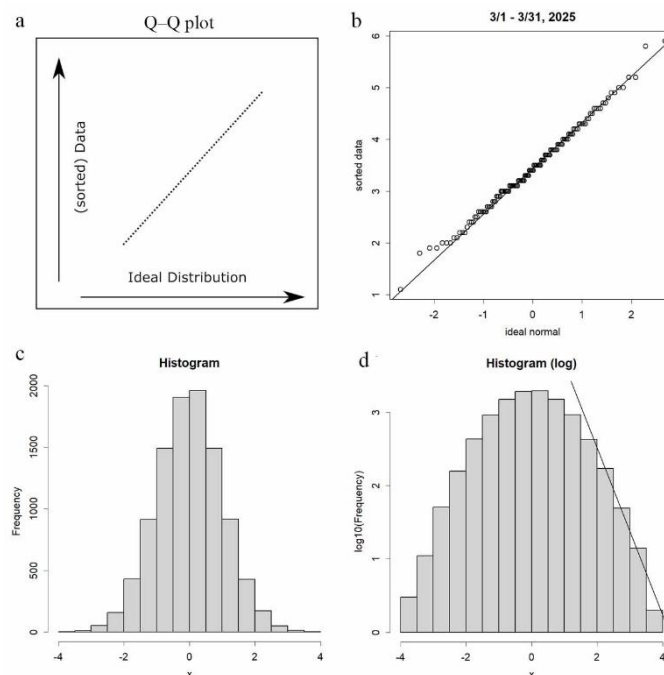 a
Q–Q plot
(sorted) Data
Ideal Distribution
b
3/1 - 3/31, 2025
sorted data
6
5
4
3
2
1
-2 -1 0 1 2
ideal normal
c
Histogram
Frequency
2000
1500
1000
500
0
-4 -2 0 2 4
x
d
Histogram (log)
log10(Frequency)
3
2
1
0
-4 -2 0 2 4
x